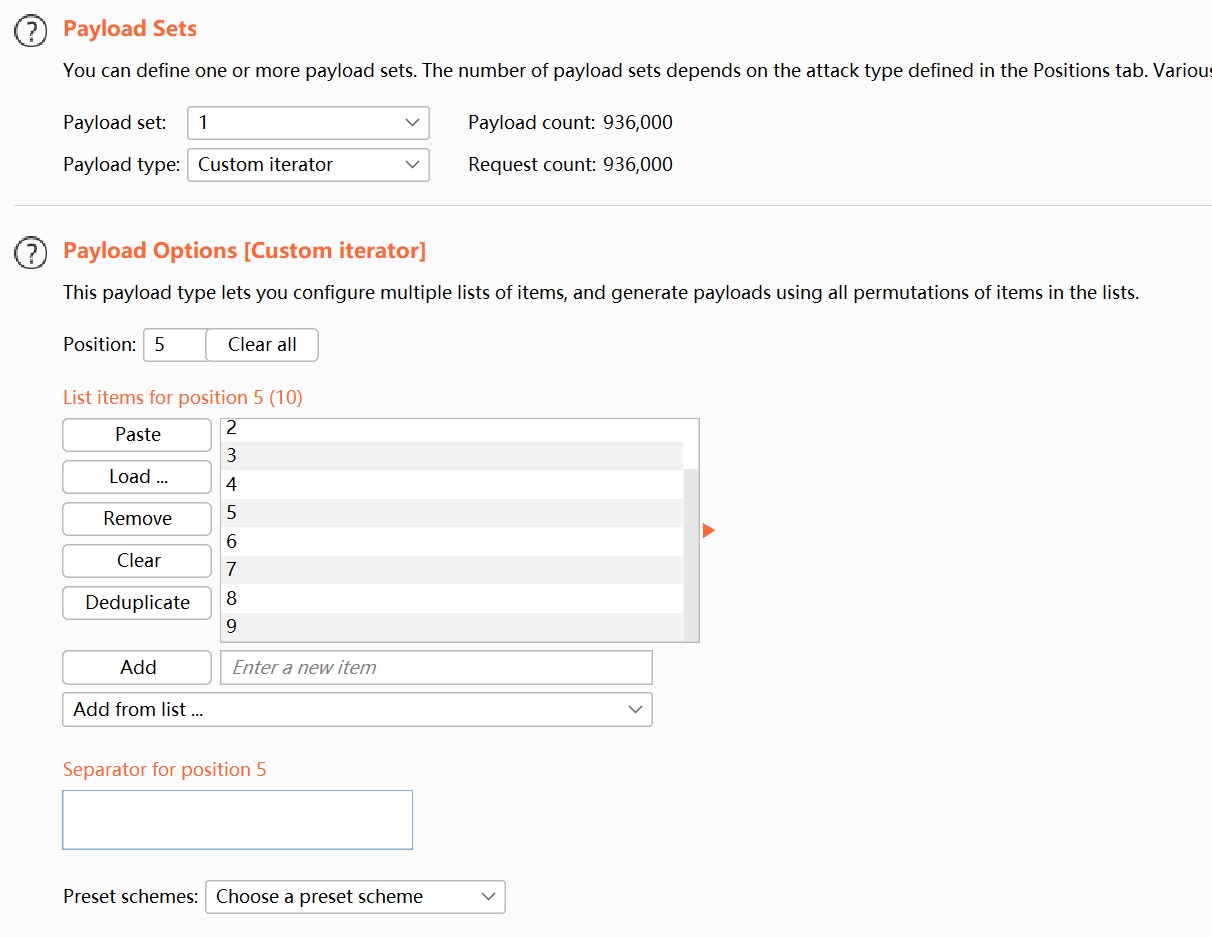 Payload Sets
You can define one or more payload sets. The number of payload sets depends on the attack type defined in the Positions tab. Various
Payload set: 1 Payload count: 936,000
Payload type: Custom iterator Request count: 936,000
Payload Options [Custom iterator]
This payload type lets you configure multiple lists of items, and generate payloads using all permutations of items in the lists.
Position: 5 Clear all
List items for position 5 (10)
Paste
Load ...
Remove
Clear
Deduplicate
2
3
4
5
6
7
8
9
Add Enter a new item
Add from list ...
Separator for position 5
Preset schemes: Choose a preset scheme